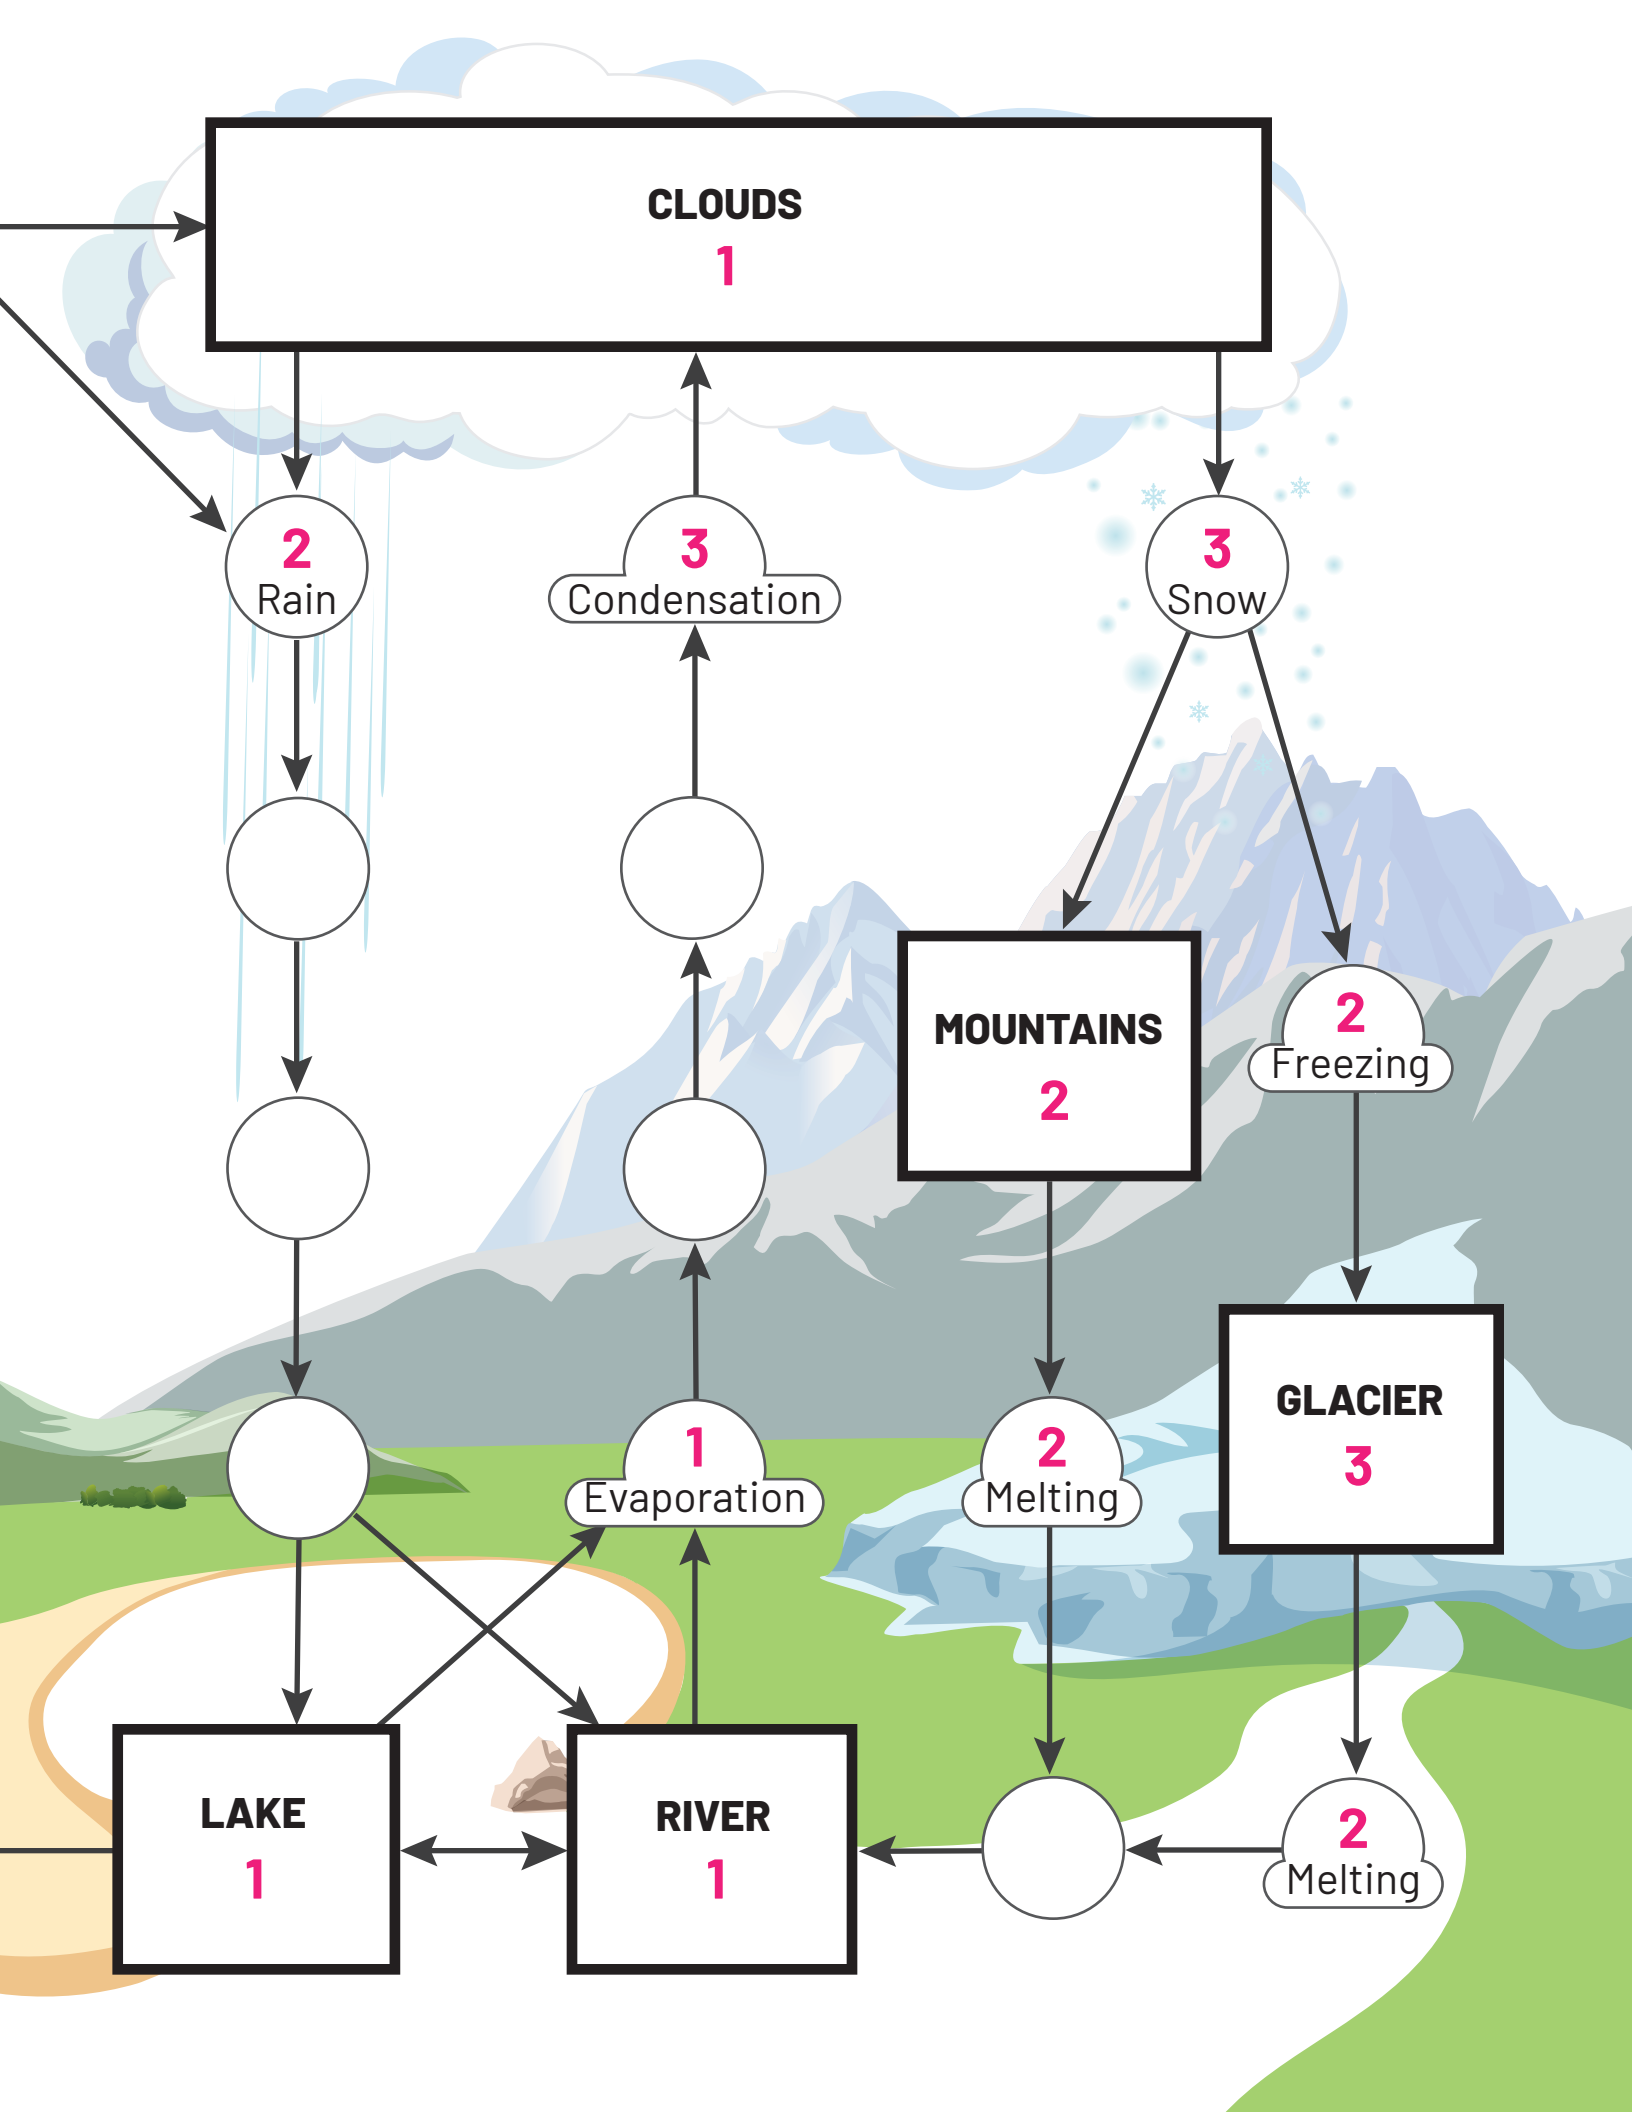 CLOUDS
1
2
Rain
3
Condensation
3
Snow
MOUNTAINS
2
2
Freezing
GLACIER
3
1
Evaporation
2
Melting
LAKE
1
RIVER
1
2
Melting